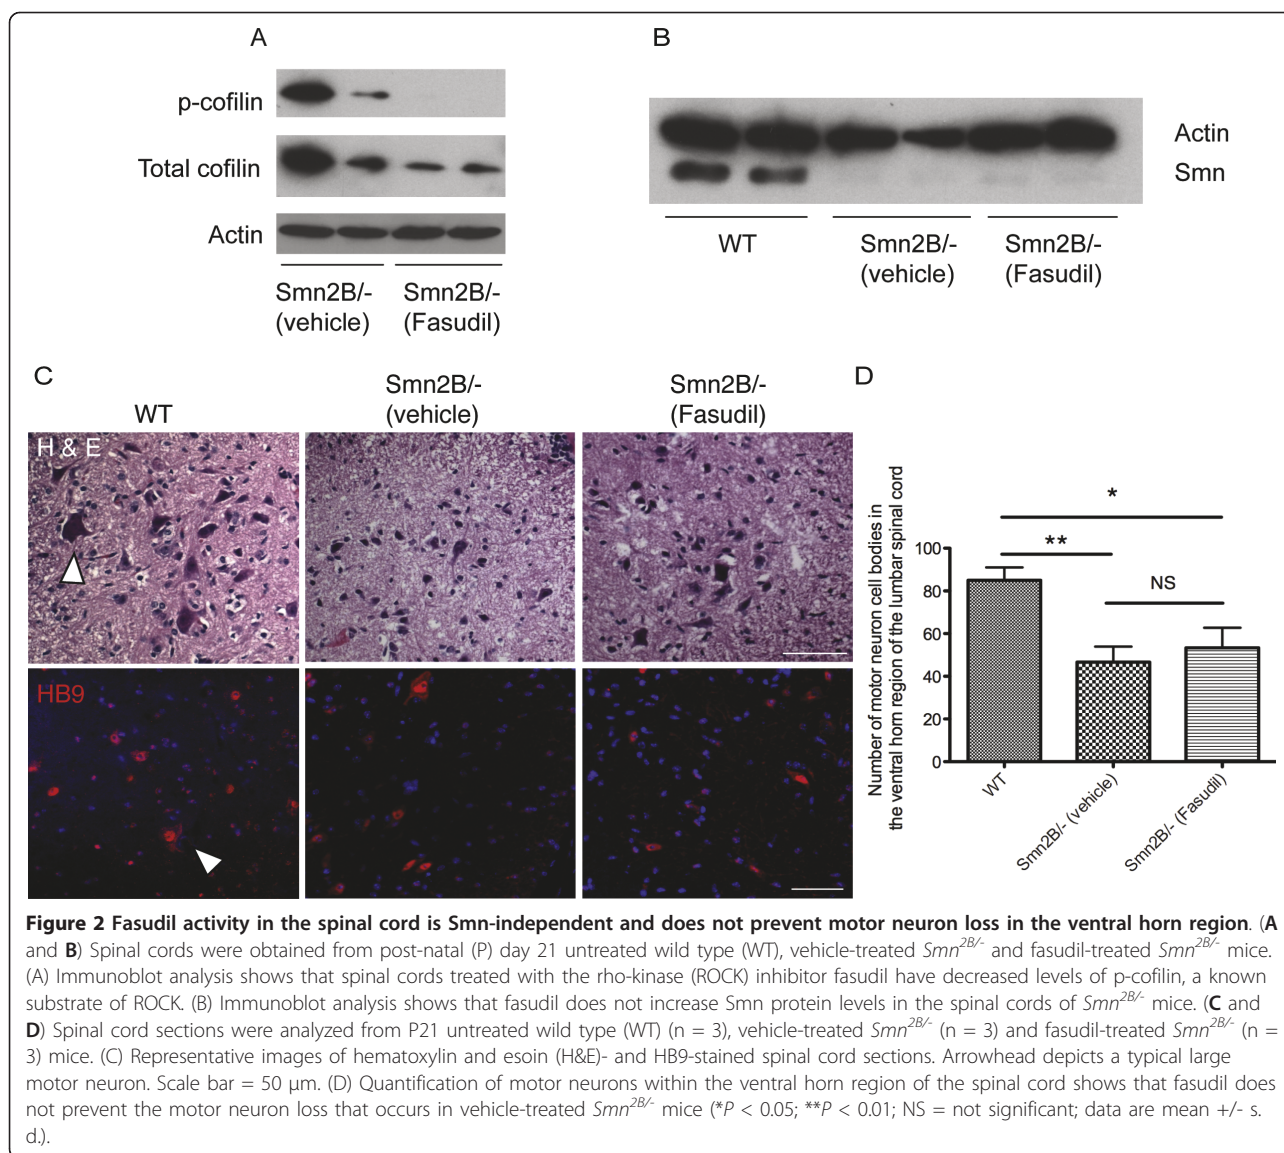 A
p-cofilin
Total cofilin
Actin
Smn2B/-
(vehicle)
Smn2B/-
(Fasudil)
B
Actin
Smn
WT
Smn2B/-
(vehicle)
Smn2B/-
(Fasudil)
C
WT
Smn2B/-
(vehicle)
Smn2B/-
(Fasudil)
H & E
HB9
D
Number of motor neuron cell bodies in
the ventral horn region of the lumbar spinal cord
100
80
60
40
20
0
*
**
NS
WT
Smn2B/- (vehicle)
Smn2B/- (Fasudil)
Figure 2 Fasudil activity in the spinal cord is Smn-independent and does not prevent motor neuron loss in the ventral horn region. (A
and B) Spinal cords were obtained from post-natal (P) day 21 untreated wild type (WT), vehicle-treated Smn2B/- and fasudil-treated Smn2B/- mice.
(A) Immunoblot analysis shows that spinal cords treated with the rho-kinase (ROCK) inhibitor fasudil have decreased levels of p-cofilin, a known
substrate of ROCK. (B) Immunoblot analysis shows that fasudil does not increase Smn protein levels in the spinal cords of Smn2B/- mice. (C and
D) Spinal cord sections were analyzed from P21 untreated wild type (WT) (n = 3), vehicle-treated Smn2B/- (n = 3) and fasudil-treated Smn2B/- (n =
3) mice. (C) Representative images of hematoxylin and esoin (H&E)- and HB9-stained spinal cord sections. Arrowhead depicts a typical large
motor neuron. Scale bar = 50 μm. (D) Quantification of motor neurons within the ventral horn region of the spinal cord shows that fasudil does
not prevent the motor neuron loss that occurs in vehicle-treated Smn2B/- mice (*P < 0.05; **P < 0.01; NS = not significant; data are mean +/- s.
d.).